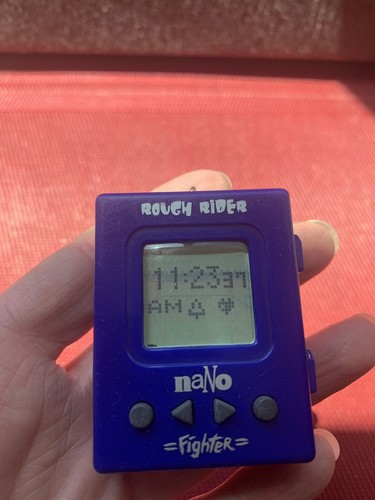 ROUGH RIDER
11:23 37
AM
naNo
=Fighter=